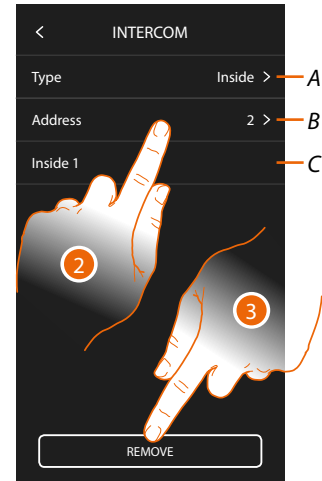 < INTERCOM
Type Inside > A
Address 2 > B
Inside 1 C
2
3
REMOVE